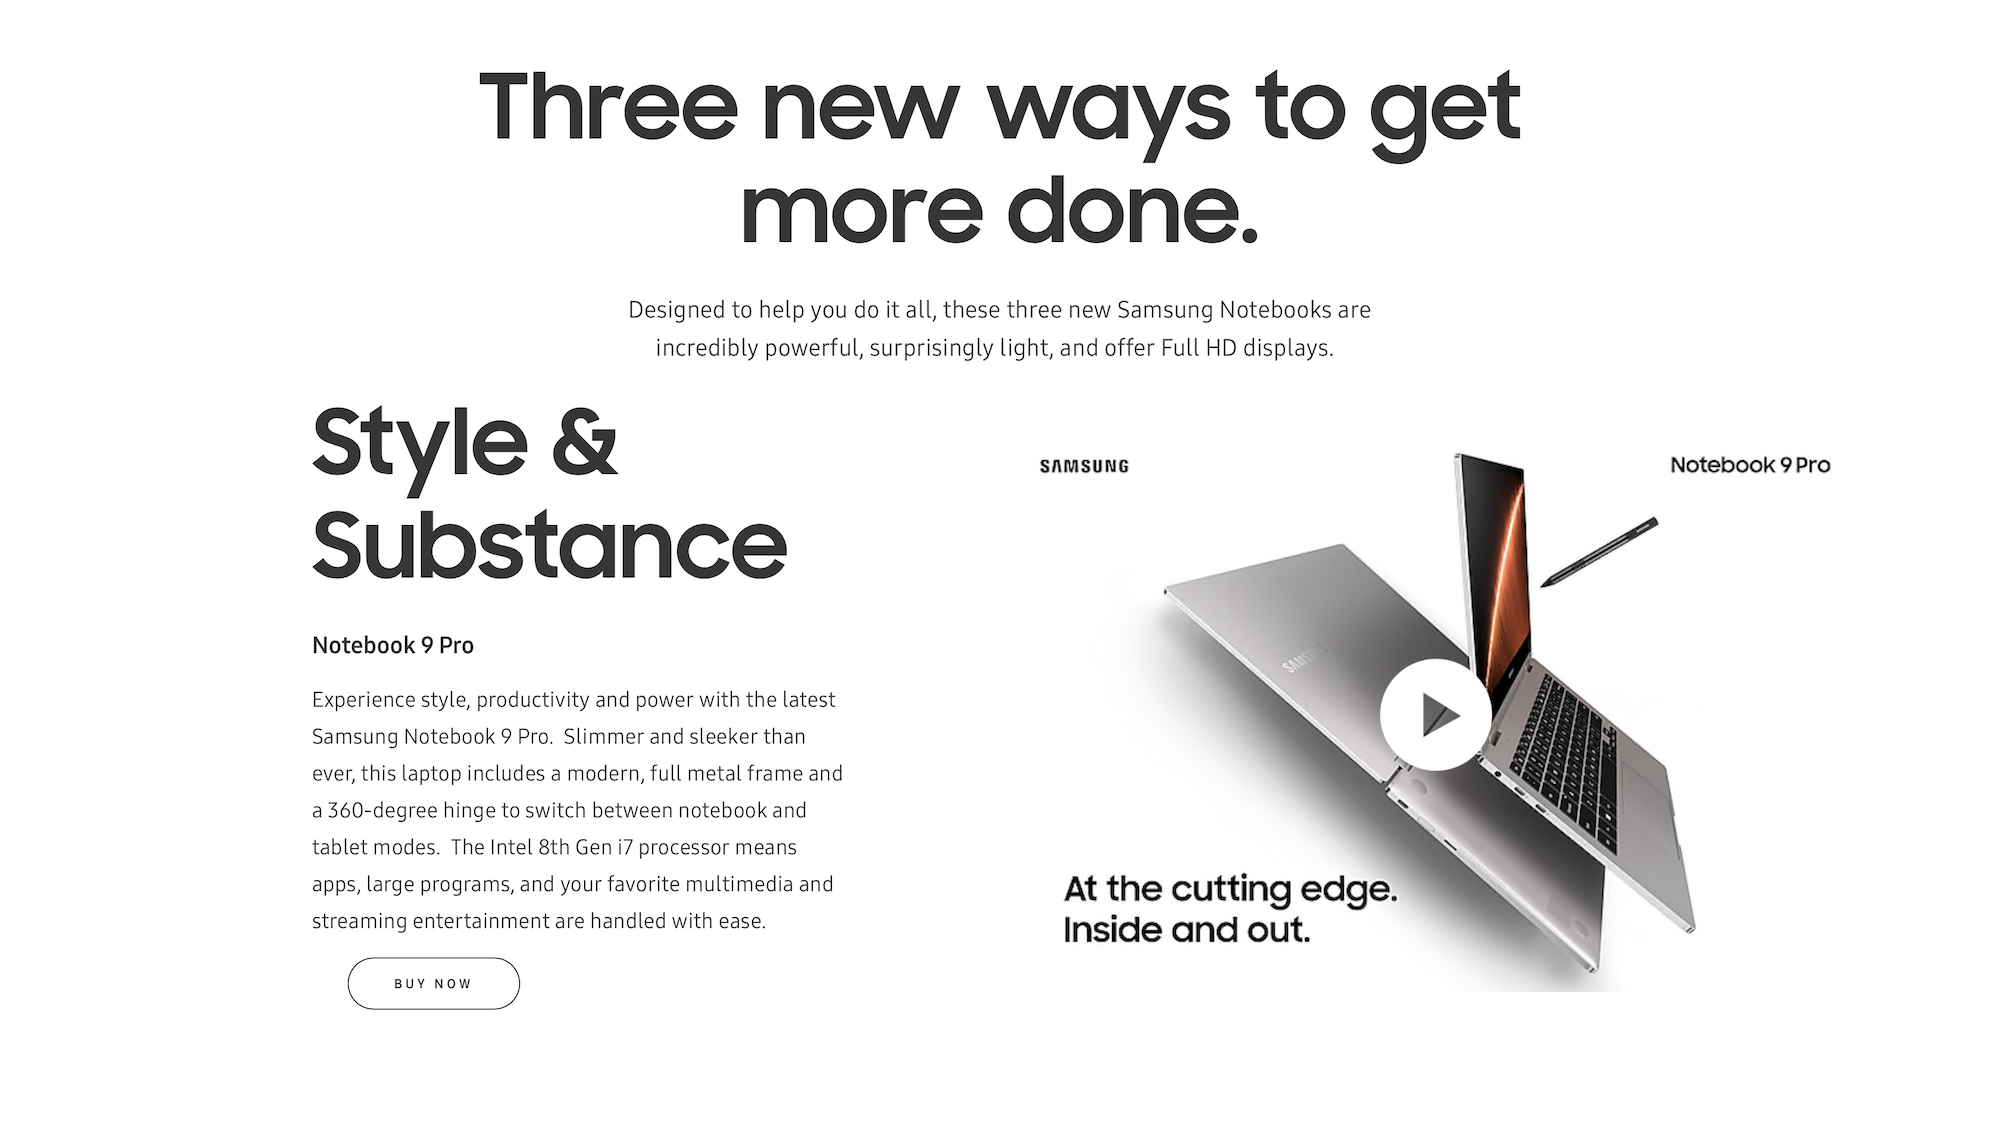 Three new ways to get
more done.
Designed to help you do it all, these three new Samsung Notebooks are
incredibly powerful, surprisingly light, and offer Full HD displays.
Style &
Substance
Notebook 9 Pro
Experience style, productivity and power with the latest
Samsung Notebook 9 Pro.  Slimmer and sleeker than
ever, this laptop includes a modern, full metal frame and
a 360-degree hinge to switch between notebook and
tablet modes.  The Intel 8th Gen i7 processor means
apps, large programs, and your favorite multimedia and
streaming entertainment are handled with ease.
BUY NOW
SAMSUNG
Notebook 9 Pro
SAMSUNG
At the cutting edge.
Inside and out.